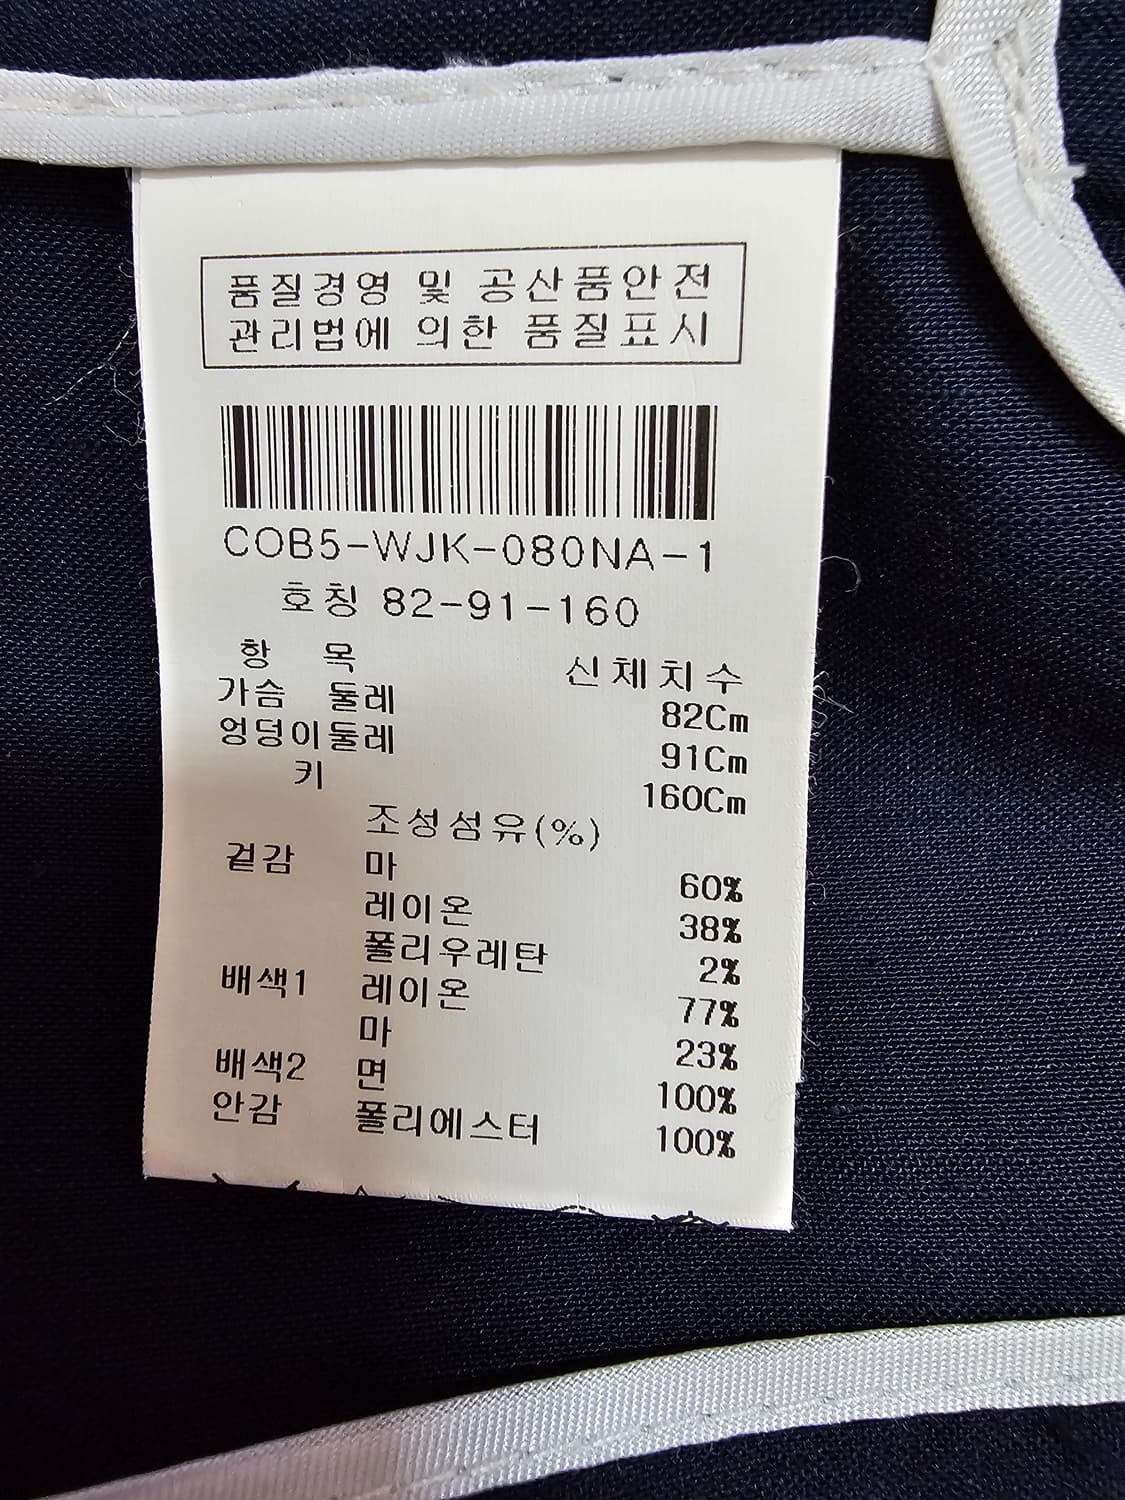 품질경영 및 공산품안전
관리법에 의한 품질표시
COB5-WJK-080NA-1
호칭 82-91-160
항 목 신체치수
가슴 둘레 82Cm
엉덩이둘레 91Cm
키 160Cm
조성섬유(%)
겉감 마 60%
레이온 38%
폴리우레탄 2%
배색1 레이온 77%
마 23%
배색2 면 100%
안감 폴리에스터 100%